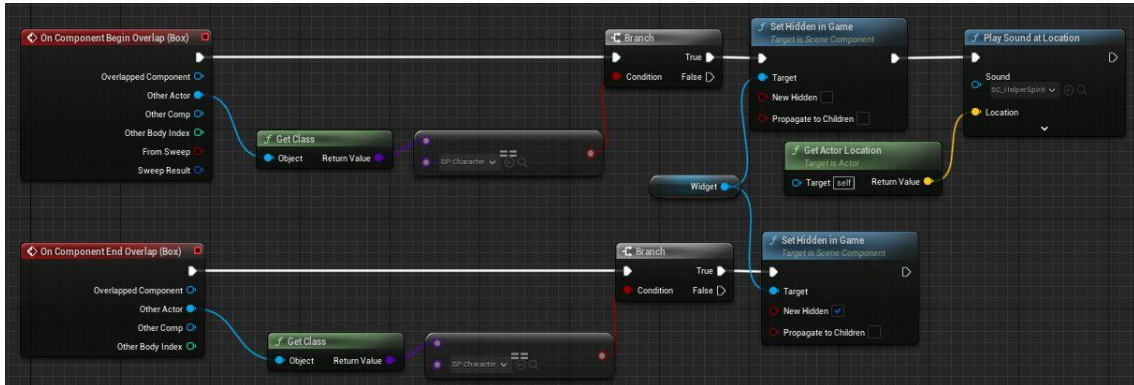 On Component Begin Overlap (Box)
Overlapped Component
Other Actor
Other Comp
Other Body Index
From Sweep
Sweep Result
f Get Class
Object Return Value
==
BP Character
Branch
True
Condition False
f Set Hidden in Game
Target is Scene Component
Target
New Hidden
Propagate to Children
f Play Sound at Location
Sound
SC_HelperSpirit
Location
f Get Actor Location
Target is Actor
Target self Return Value
Widget
On Component End Overlap (Box)
Overlapped Component
Other Actor
Other Comp
Other Body Index
f Get Class
Object Return Value
==
BP Character
Branch
True
Condition False
f Set Hidden in Game
Target is Scene Component
Target
New Hidden
Propagate to Children